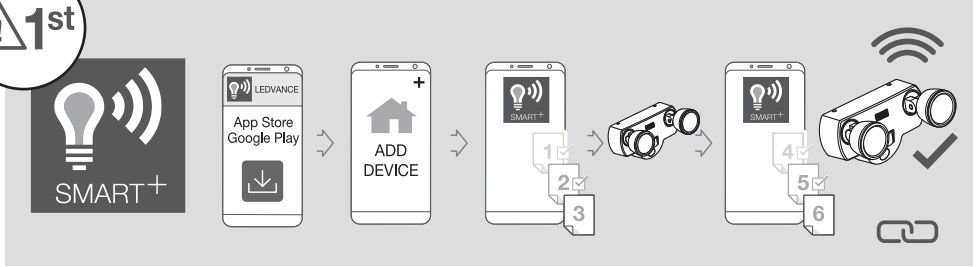 1st
SMART+
LEDVANCE
App Store
Google Play
+
ADD
DEVICE
SMART+
1
2
3
SMART+
4
5
6